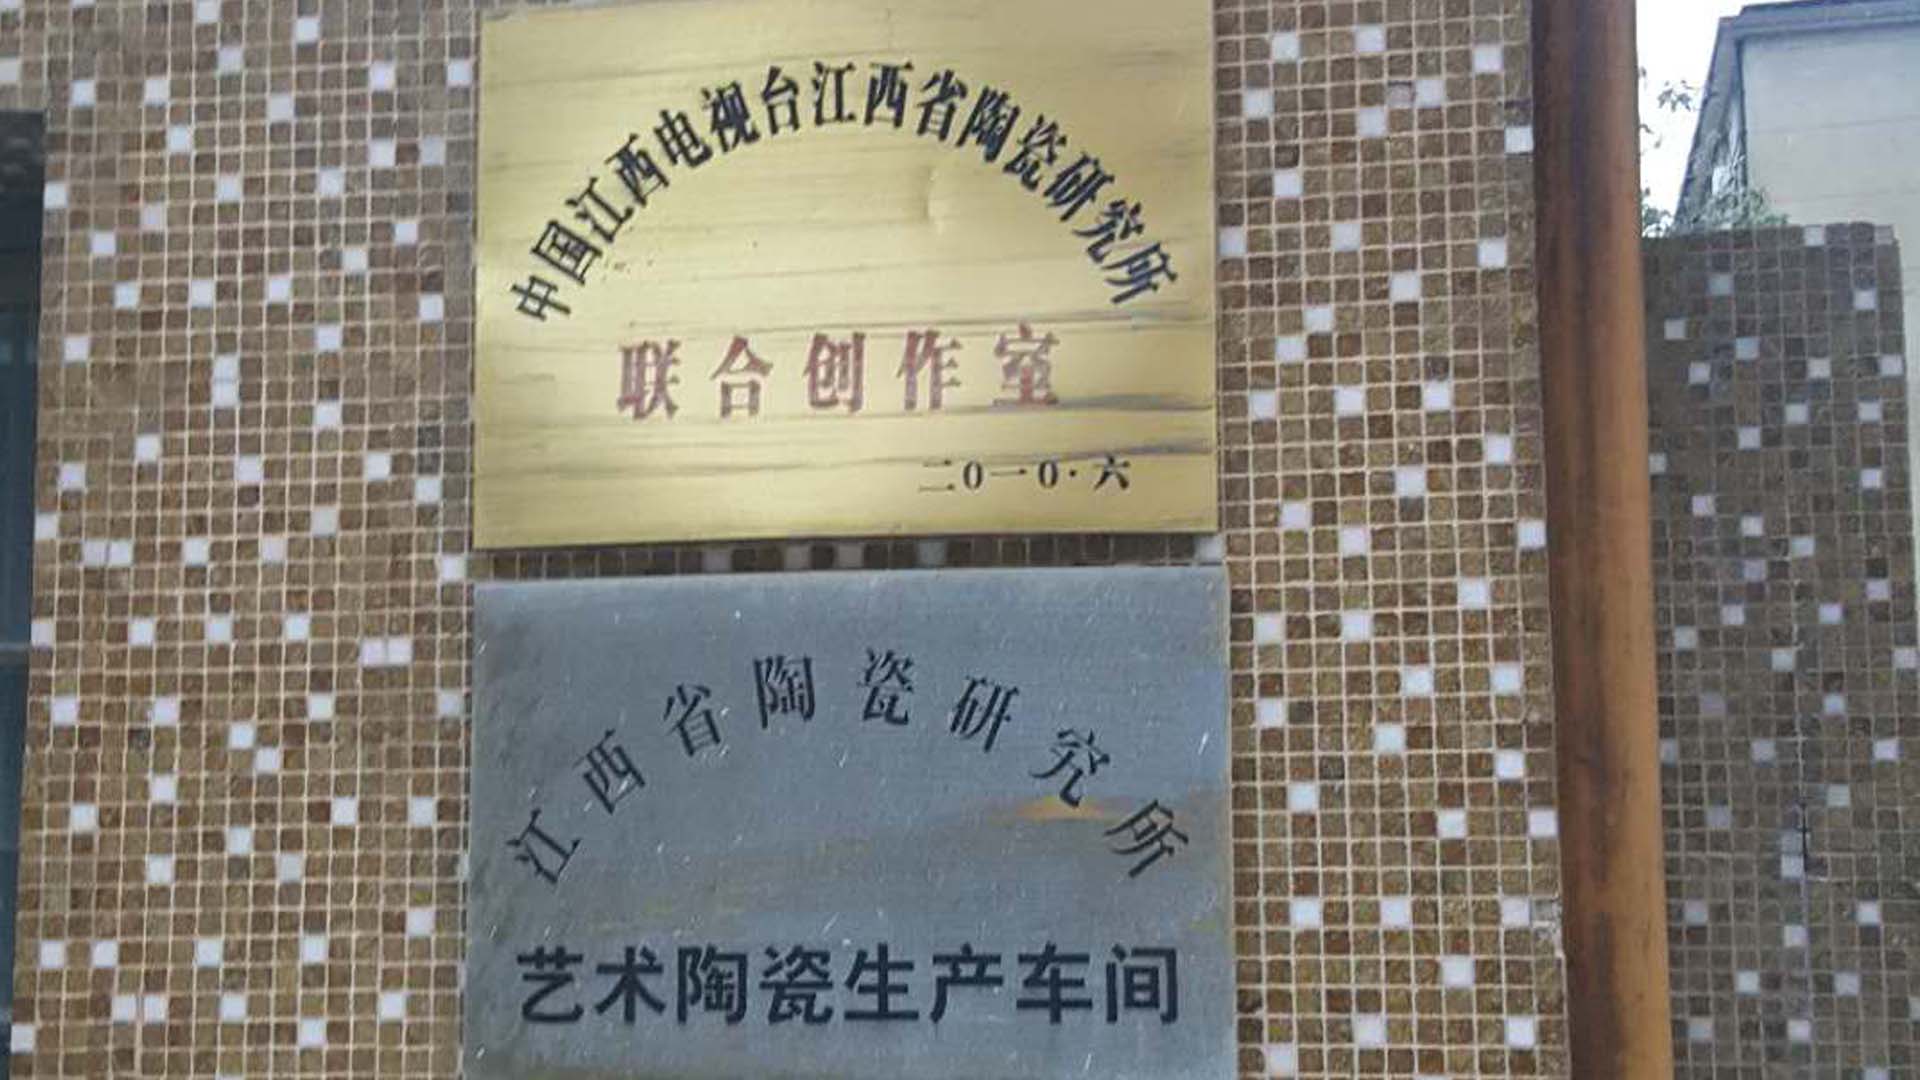 中国江西电视台江西省陶瓷研究所
联合创作室
二0一0·六
江西省陶瓷研究所
艺术陶瓷生产车间